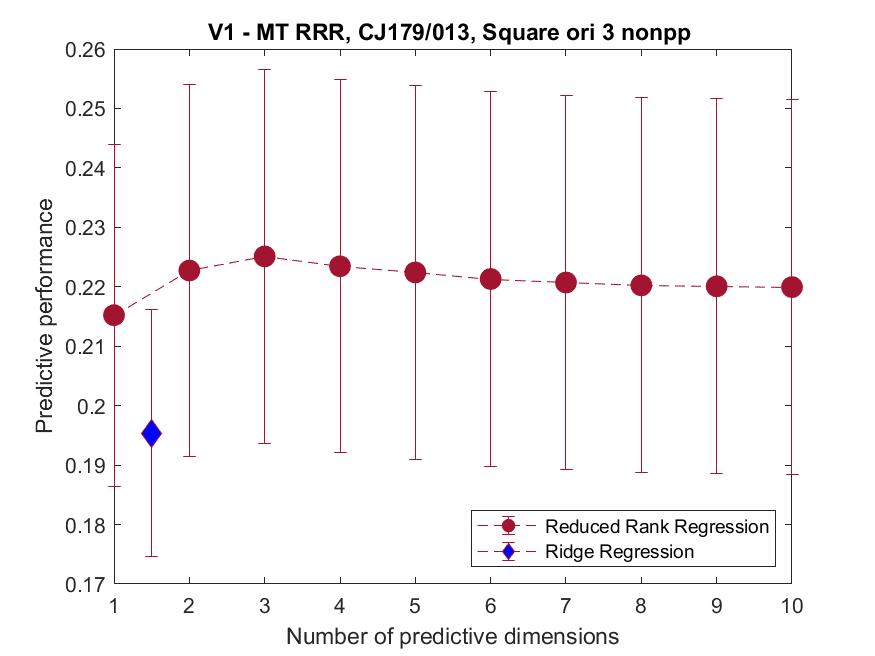 V1 - MT RRR, CJ179/013, Square ori 3 nonpp
0.26
0.25
0.24
0.23
0.22
0.21
0.2
0.19
0.18
0.17
Predictive performance
Reduced Rank Regression
Ridge Regression
1 2 3 4 5 6 7 8 9 10
Number of predictive dimensions